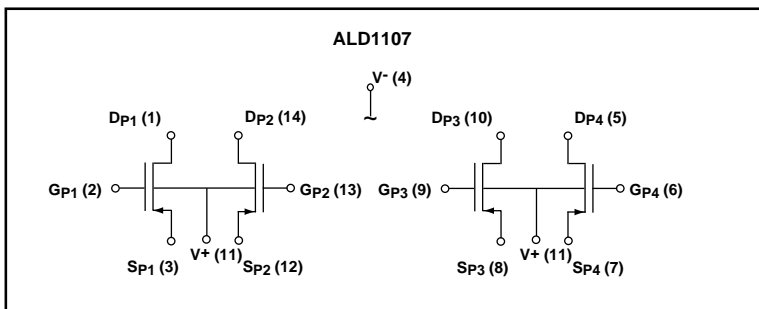 ALD1107
V- (4)
DP1 (1) DP2 (14) DP3 (10) DP4 (5)
~
GP1 (2) GP2 (13) GP3 (9) GP4 (6)
V+ (11) V+ (11)
SP1 (3) SP2 (12) SP3 (8) SP4 (7)